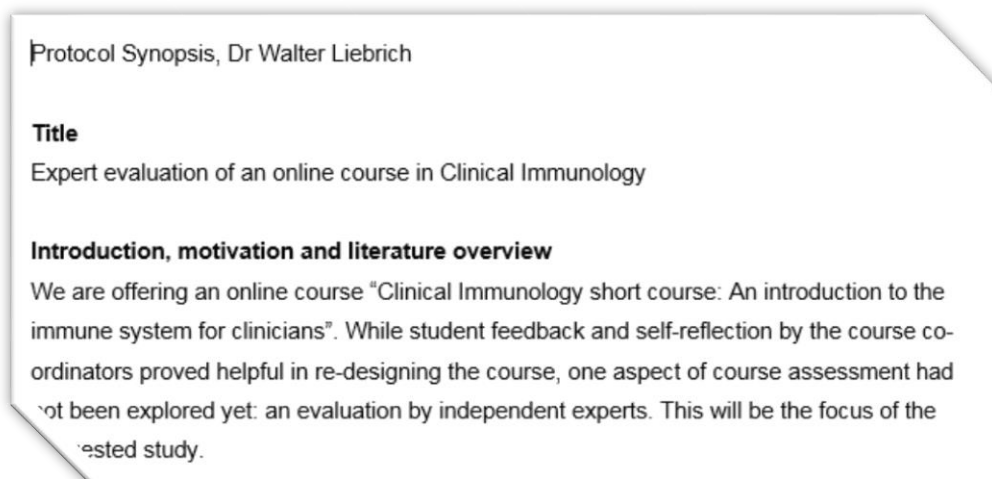 Protocol Synopsis, Dr Walter Liebrich
Title
Expert evaluation of an online course in Clinical Immunology
Introduction, motivation and literature overview
We are offering an online course “Clinical Immunology short course: An introduction to the
immune system for clinicians”. While student feedback and self-reflection by the course co-
ordinators proved helpful in re-designing the course, one aspect of course assessment had
been explored yet: an evaluation by independent experts. This will be the focus of the
study.